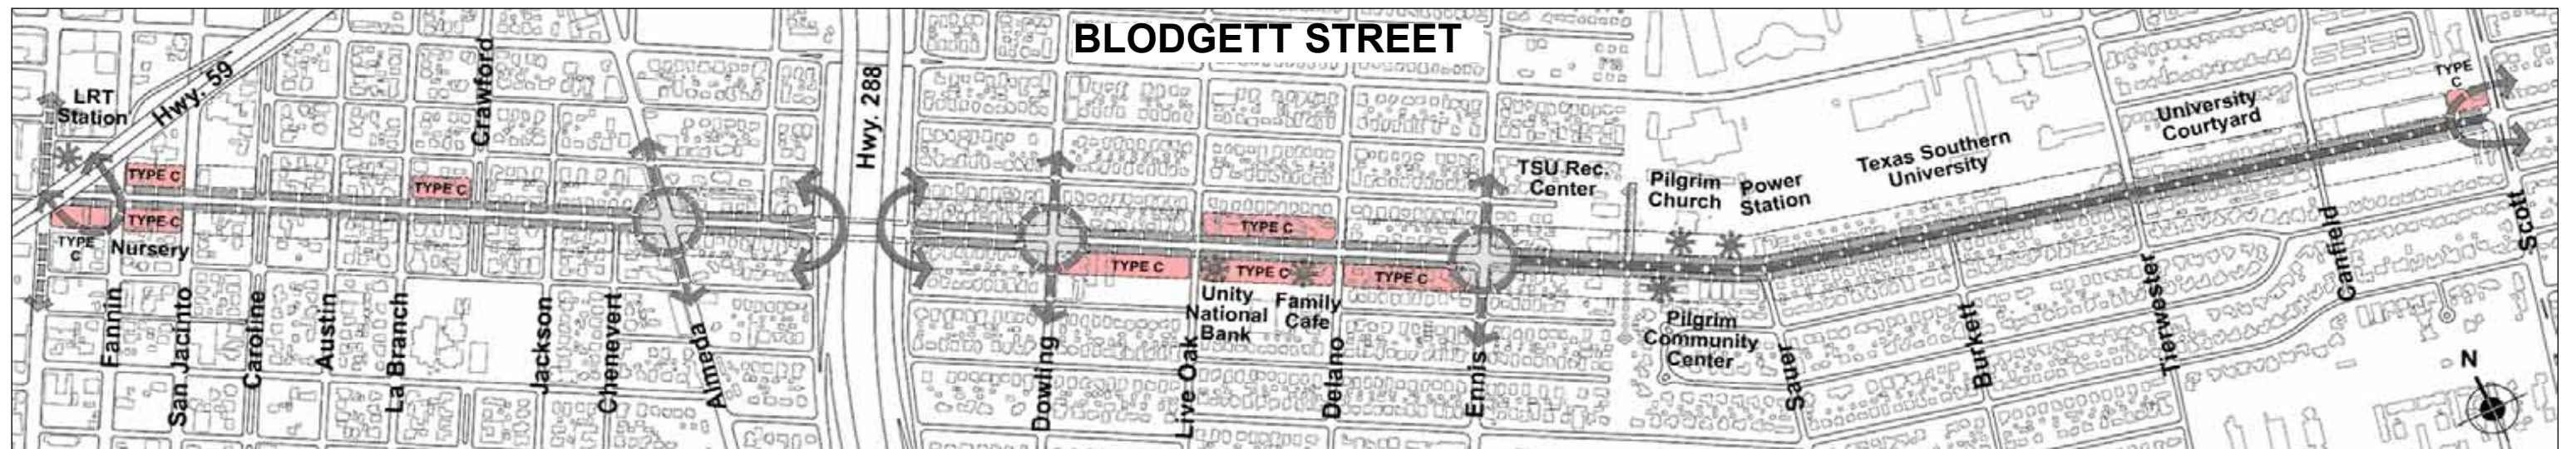 BLODGETT STREET
LRT
Station
Hwy. 59
Crawford
Hwy. 288
TYPE C
TYPE C
TYPE C
TYPE
C
Nursery
Fannin
San Jacinto
Caroline
Austin
La Branch
Jackson
Chenevert
Almeda
TYPE C
TYPE C
TYPE C
TYPE C
Unity
National
Bank
Family
Cafe
Dowling
Live Oak
Delano
Ennis
TSU Rec.
Center
Pilgrim
Church
Power
Station
Texas Southern
University
University
Courtyard
TYPE
C
Pilgrim
Community
Center
Sauer
Burkett
Tierwester
Canfield
Scott
N